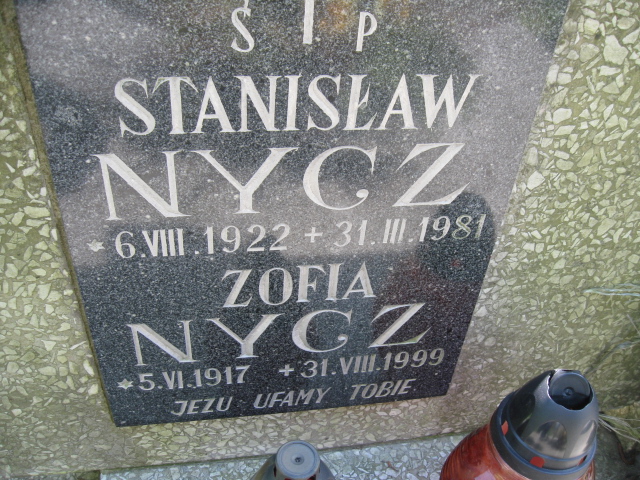 Ś P
STANISŁAW
NYCZ
* 6.VIII.1922 + 31.III.1981
ZOFIA
NYCZ
* 5.VI.1917 + 31.VIII.1999
JEZU UFAMY TOBIE